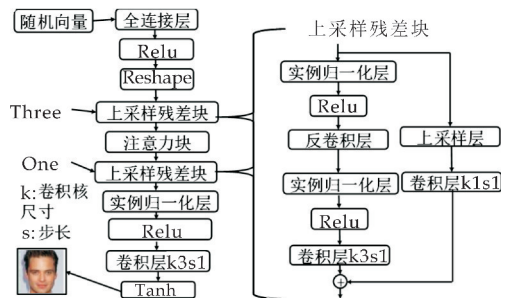 随机向量
全连接层
Relu
Reshape
Three
上采样残差块
注意力块
One
上采样残差块
k:卷积核
尺寸
s:步长
实例归一化层
Relu
卷积层k3s1
Tanh
上采样残差块
实例归一化层
Relu
反卷积层
实例归一化层
Relu
卷积层k3s1
上采样层
卷积层k1s1